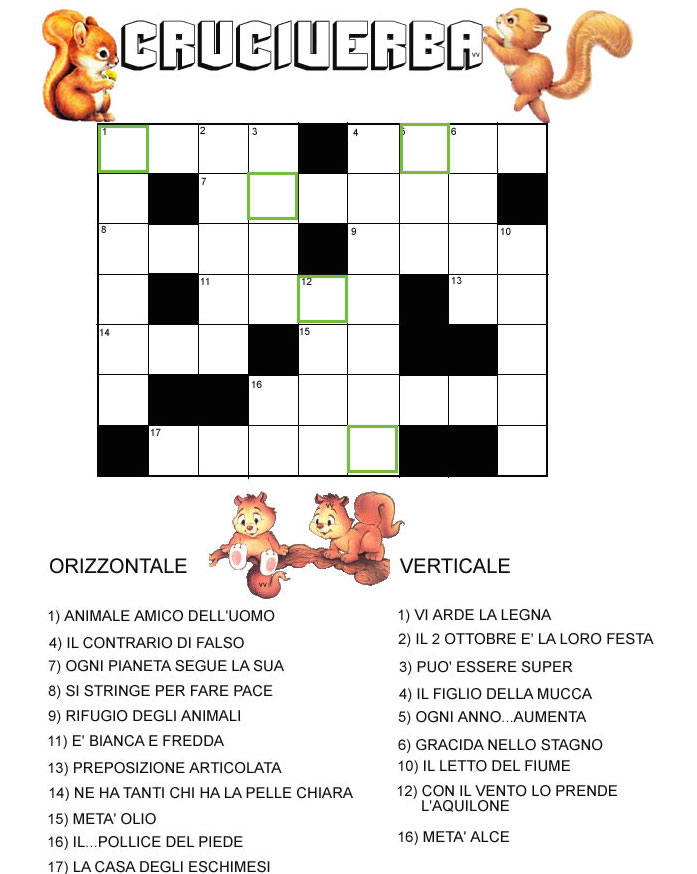 CRUCIVERBA
VV
1 2 3 4 5 6
7
8 9 10
11 12 13
14 15
16
17
VV
ORIZZONTALE
1) ANIMALE AMICO DELL'UOMO
4) IL CONTRARIO DI FALSO
7) OGNI PIANETA SEGUE LA SUA
8) SI STRINGE PER FARE PACE
9) RIFUGIO DEGLI ANIMALI
11) E' BIANCA E FREDDA
13) PREPOSIZIONE ARTICOLATA
14) NE HA TANTI CHI HA LA PELLE CHIARA
15) META' OLIO
16) IL...POLLICE DEL PIEDE
17) LA CASA DEGLI ESCHIMESI
VERTICALE
1) VI ARDE LA LEGNA
2) IL 2 OTTOBRE E' LA LORO FESTA
3) PUO' ESSERE SUPER
4) IL FIGLIO DELLA MUCCA
5) OGNI ANNO...AUMENTA
6) GRACIDA NELLO STAGNO
10) IL LETTO DEL FIUME
12) CON IL VENTO LO PRENDE
L'AQUILONE
16) META' ALCE